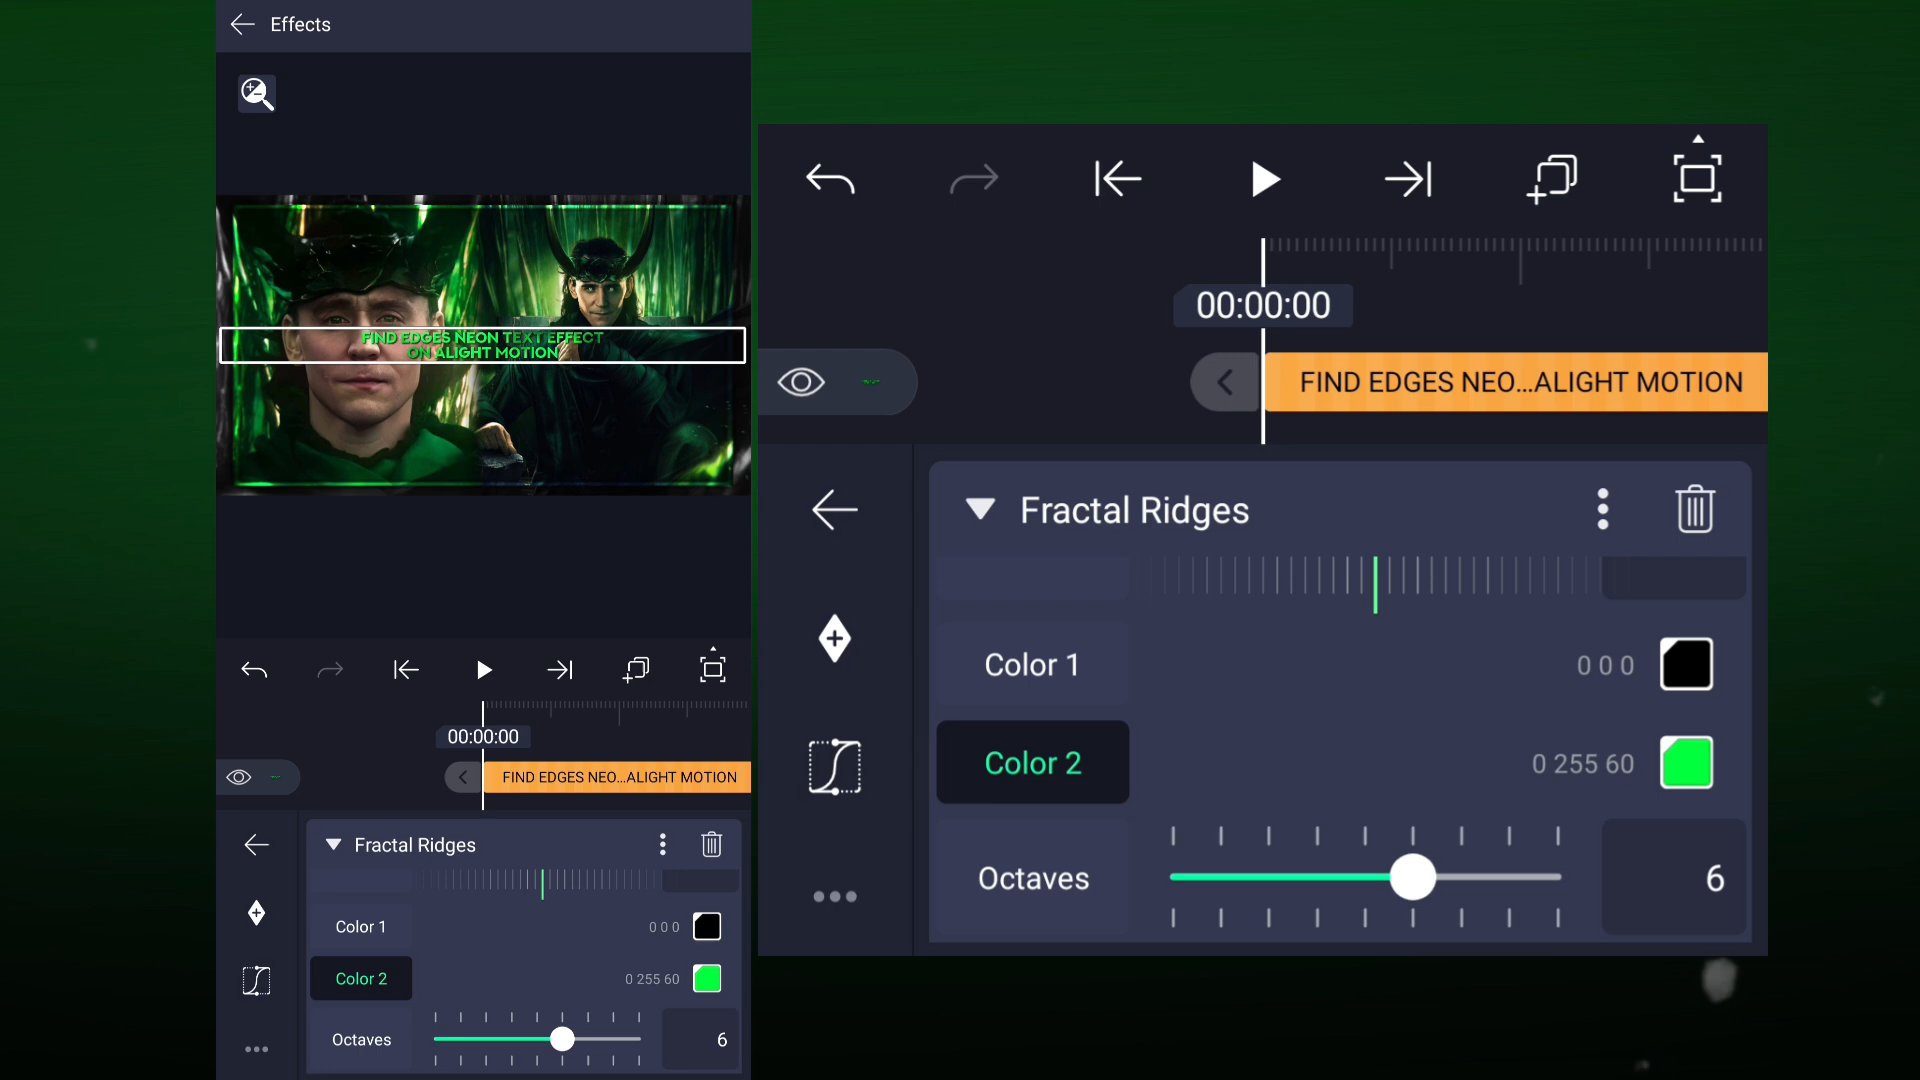 Effects
FIND EDGES NEON TEXT EFFECT
ON ALIGHT MOTION
00:00:00
FIND EDGES NEO...ALIGHT MOTION
Fractal Ridges
Color 1
0 0 0
Color 2
0 255 60
Octaves
6
00:00:00
FIND EDGES NEO...ALIGHT MOTION
Fractal Ridges
Color 1
0 0 0
Color 2
0 255 60
Octaves
6